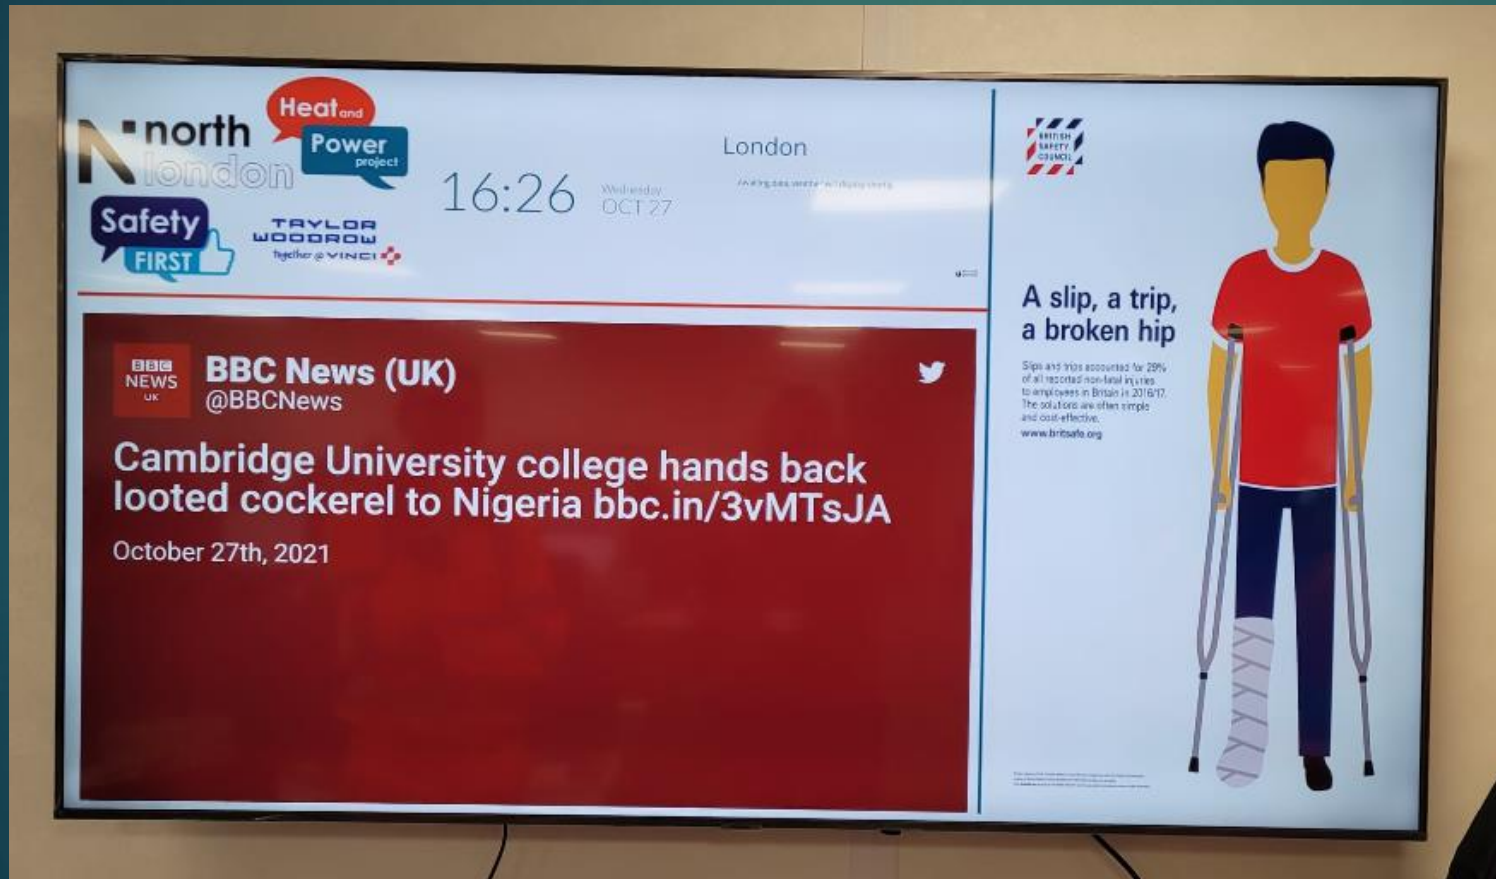 north
london
Heat and
Power
project
Safety
FIRST
TAYLOR
WOODROW
together @ VINCI
16:26
Wednesday
OCT 27
London
BBC
NEWS
UK
BBC News (UK)
@BBCNews
Cambridge University college hands back
looted cockerel to Nigeria bbc.in/3vMTsJA
October 27th, 2021
BRITISH
SAFETY
COUNCIL
A slip, a trip,
a broken hip
Slips and trips accounted for 29%
of all reported non-fatal injuries
to employees in Britain in 2016/17.
The solutions are often simple
and cost-effective.
www.britsafe.org